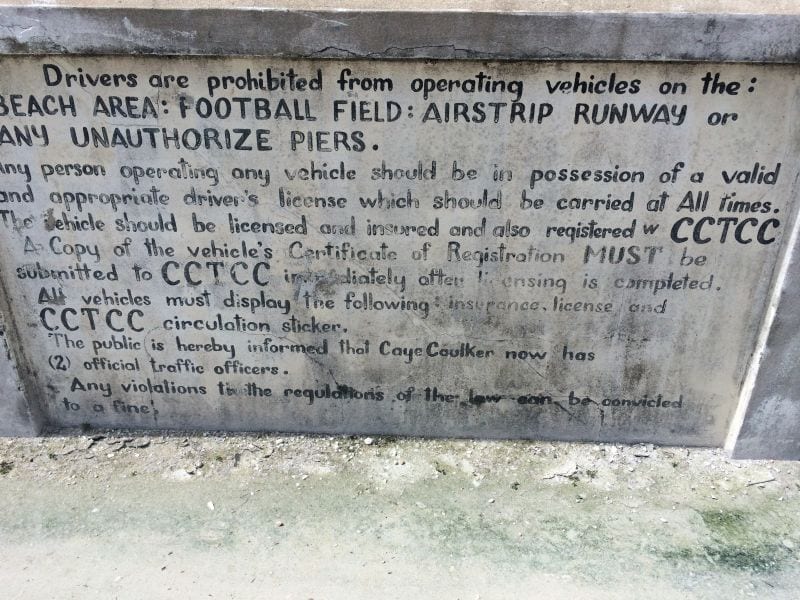 Drivers are prohibited from operating vehicles on the:
BEACH AREA: FOOTBALL FIELD: AIRSTRIP RUNWAY or
ANY UNAUTHORIZE PIERS.
Any person operating any vehicle should be in possession of a valid
and appropriate driver's license which should be carried at All times.
The vehicle should be licensed and insured and also registered w CCTCC
A Copy of the vehicle's Certificate of Registration MUST be
submitted to CCTCC immediately after licensing is completed.
All vehicles must display the following: insurance, license and
CCTCC circulation sticker.
The public is hereby informed that Caye Caulker now has
(2) official traffic officers.
Any violations to the regulations of the law can be convicted
to a fine.